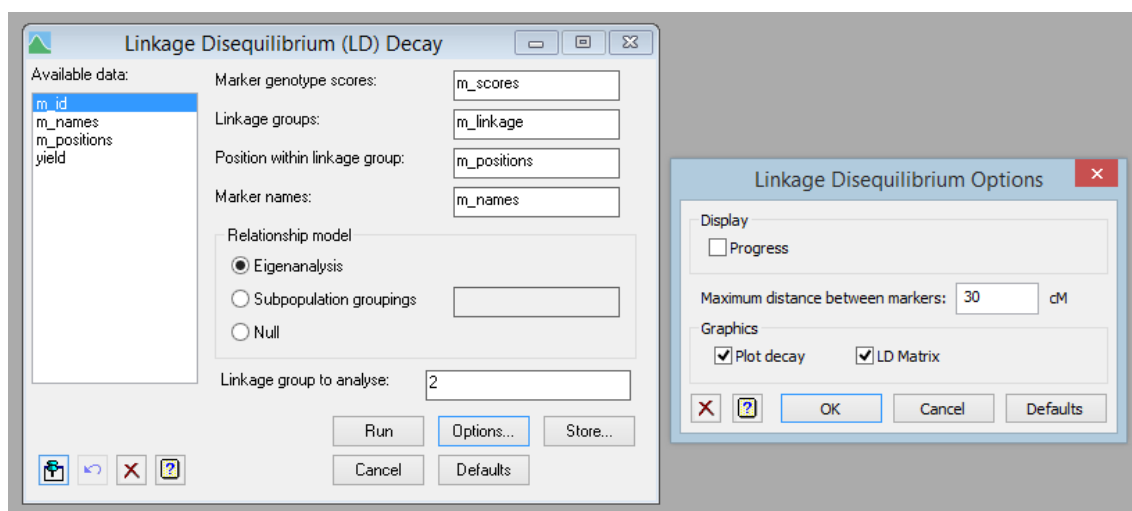 Linkage Disequilibrium (LD) Decay
Available data:
m_id
m_names
m_positions
yield
Marker genotype scores:
m_scores
Linkage groups:
m_linkage
Position within linkage group:
m_positions
Marker names:
m_names
Relationship model
Eigenanalysis
Subpopulation groupings
Null
Linkage group to analyse:
2
Run
Options...
Store...
Cancel
Defaults
Linkage Disequilibrium Options
Display
Progress
Maximum distance between markers:
30
cM
Graphics
Plot decay
LD Matrix
OK
Cancel
Defaults